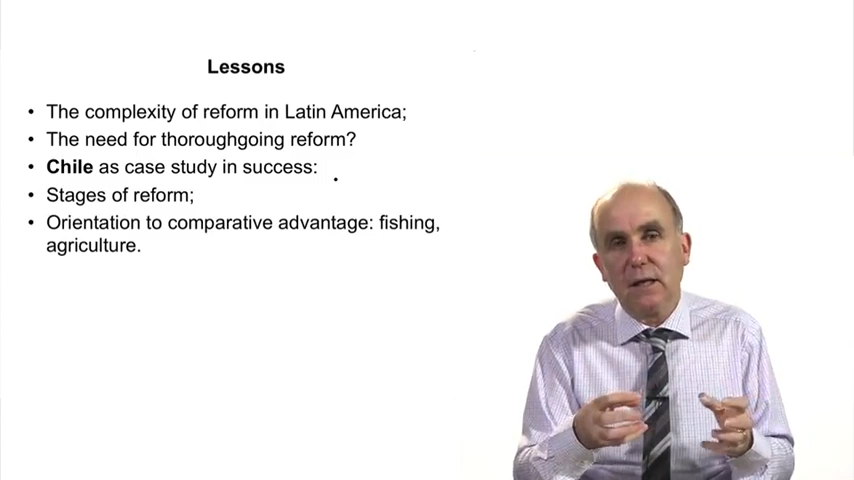 Lessons
• The complexity of reform in Latin America;
• The need for thoroughgoing reform?
• Chile as case study in success:
• Stages of reform;
• Orientation to comparative advantage: fishing,
agriculture.